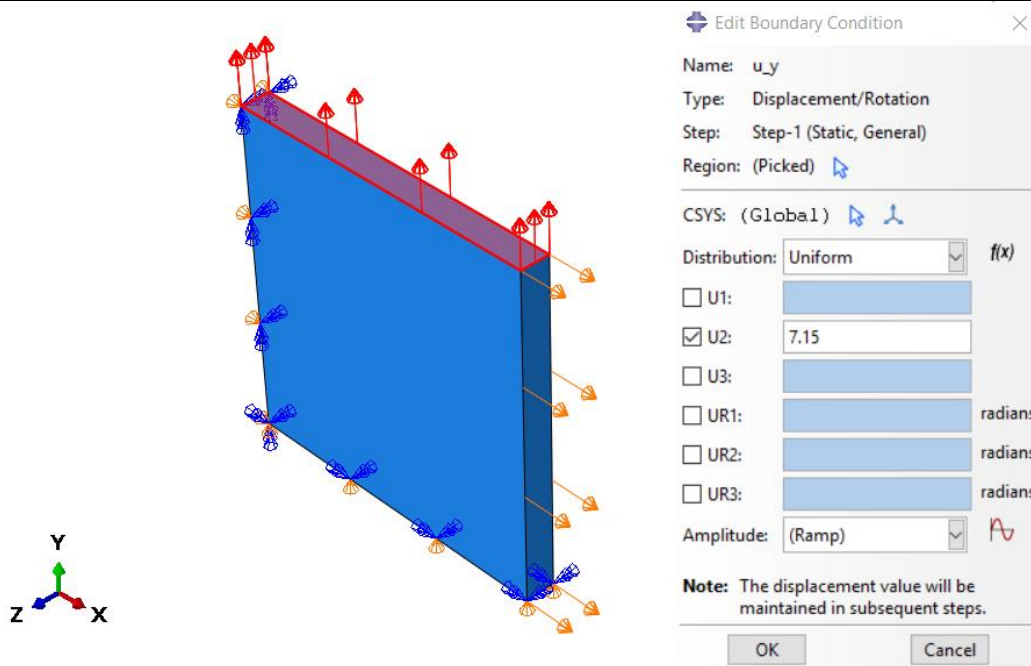 Edit Boundary Condition
Name: u_y
Type: Displacement/Rotation
Step: Step-1 (Static, General)
Region: (Picked)
CSYS: (Global)
Distribution: Uniform f(x)
U1:
U2: 7.15
U3:
UR1: radians
UR2: radians
UR3: radians
Amplitude: (Ramp)
Note: The displacement value will be
maintained in subsequent steps.
OK Cancel
Y
Z X